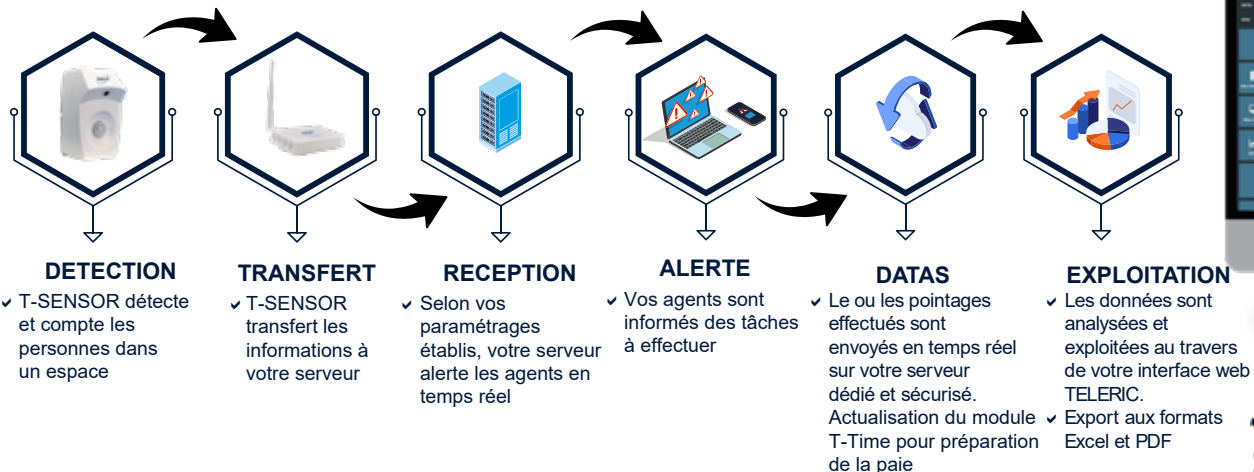 DETECTION
T-SENSOR détecte
et compte les
personnes dans
un espace
TRANSFERT
T-SENSOR
transfert les
informations à
votre serveur
RECEPTION
Selon vos
paramétrages
établis, votre serveur
alerte les agents en
temps réel
ALERTE
Vos agents sont
informés des tâches
à effectuer
DATAS
Le ou les pointages
effectués sont
envoyés en temps réel
sur votre serveur
dédié et sécurisé.
Actualisation du module
T-Time pour préparation
de la paie
EXPLOITATION
Les données sont
analysées et
exploitées au travers
de votre interface web
TELERIC.
Export aux formats
Excel et PDF